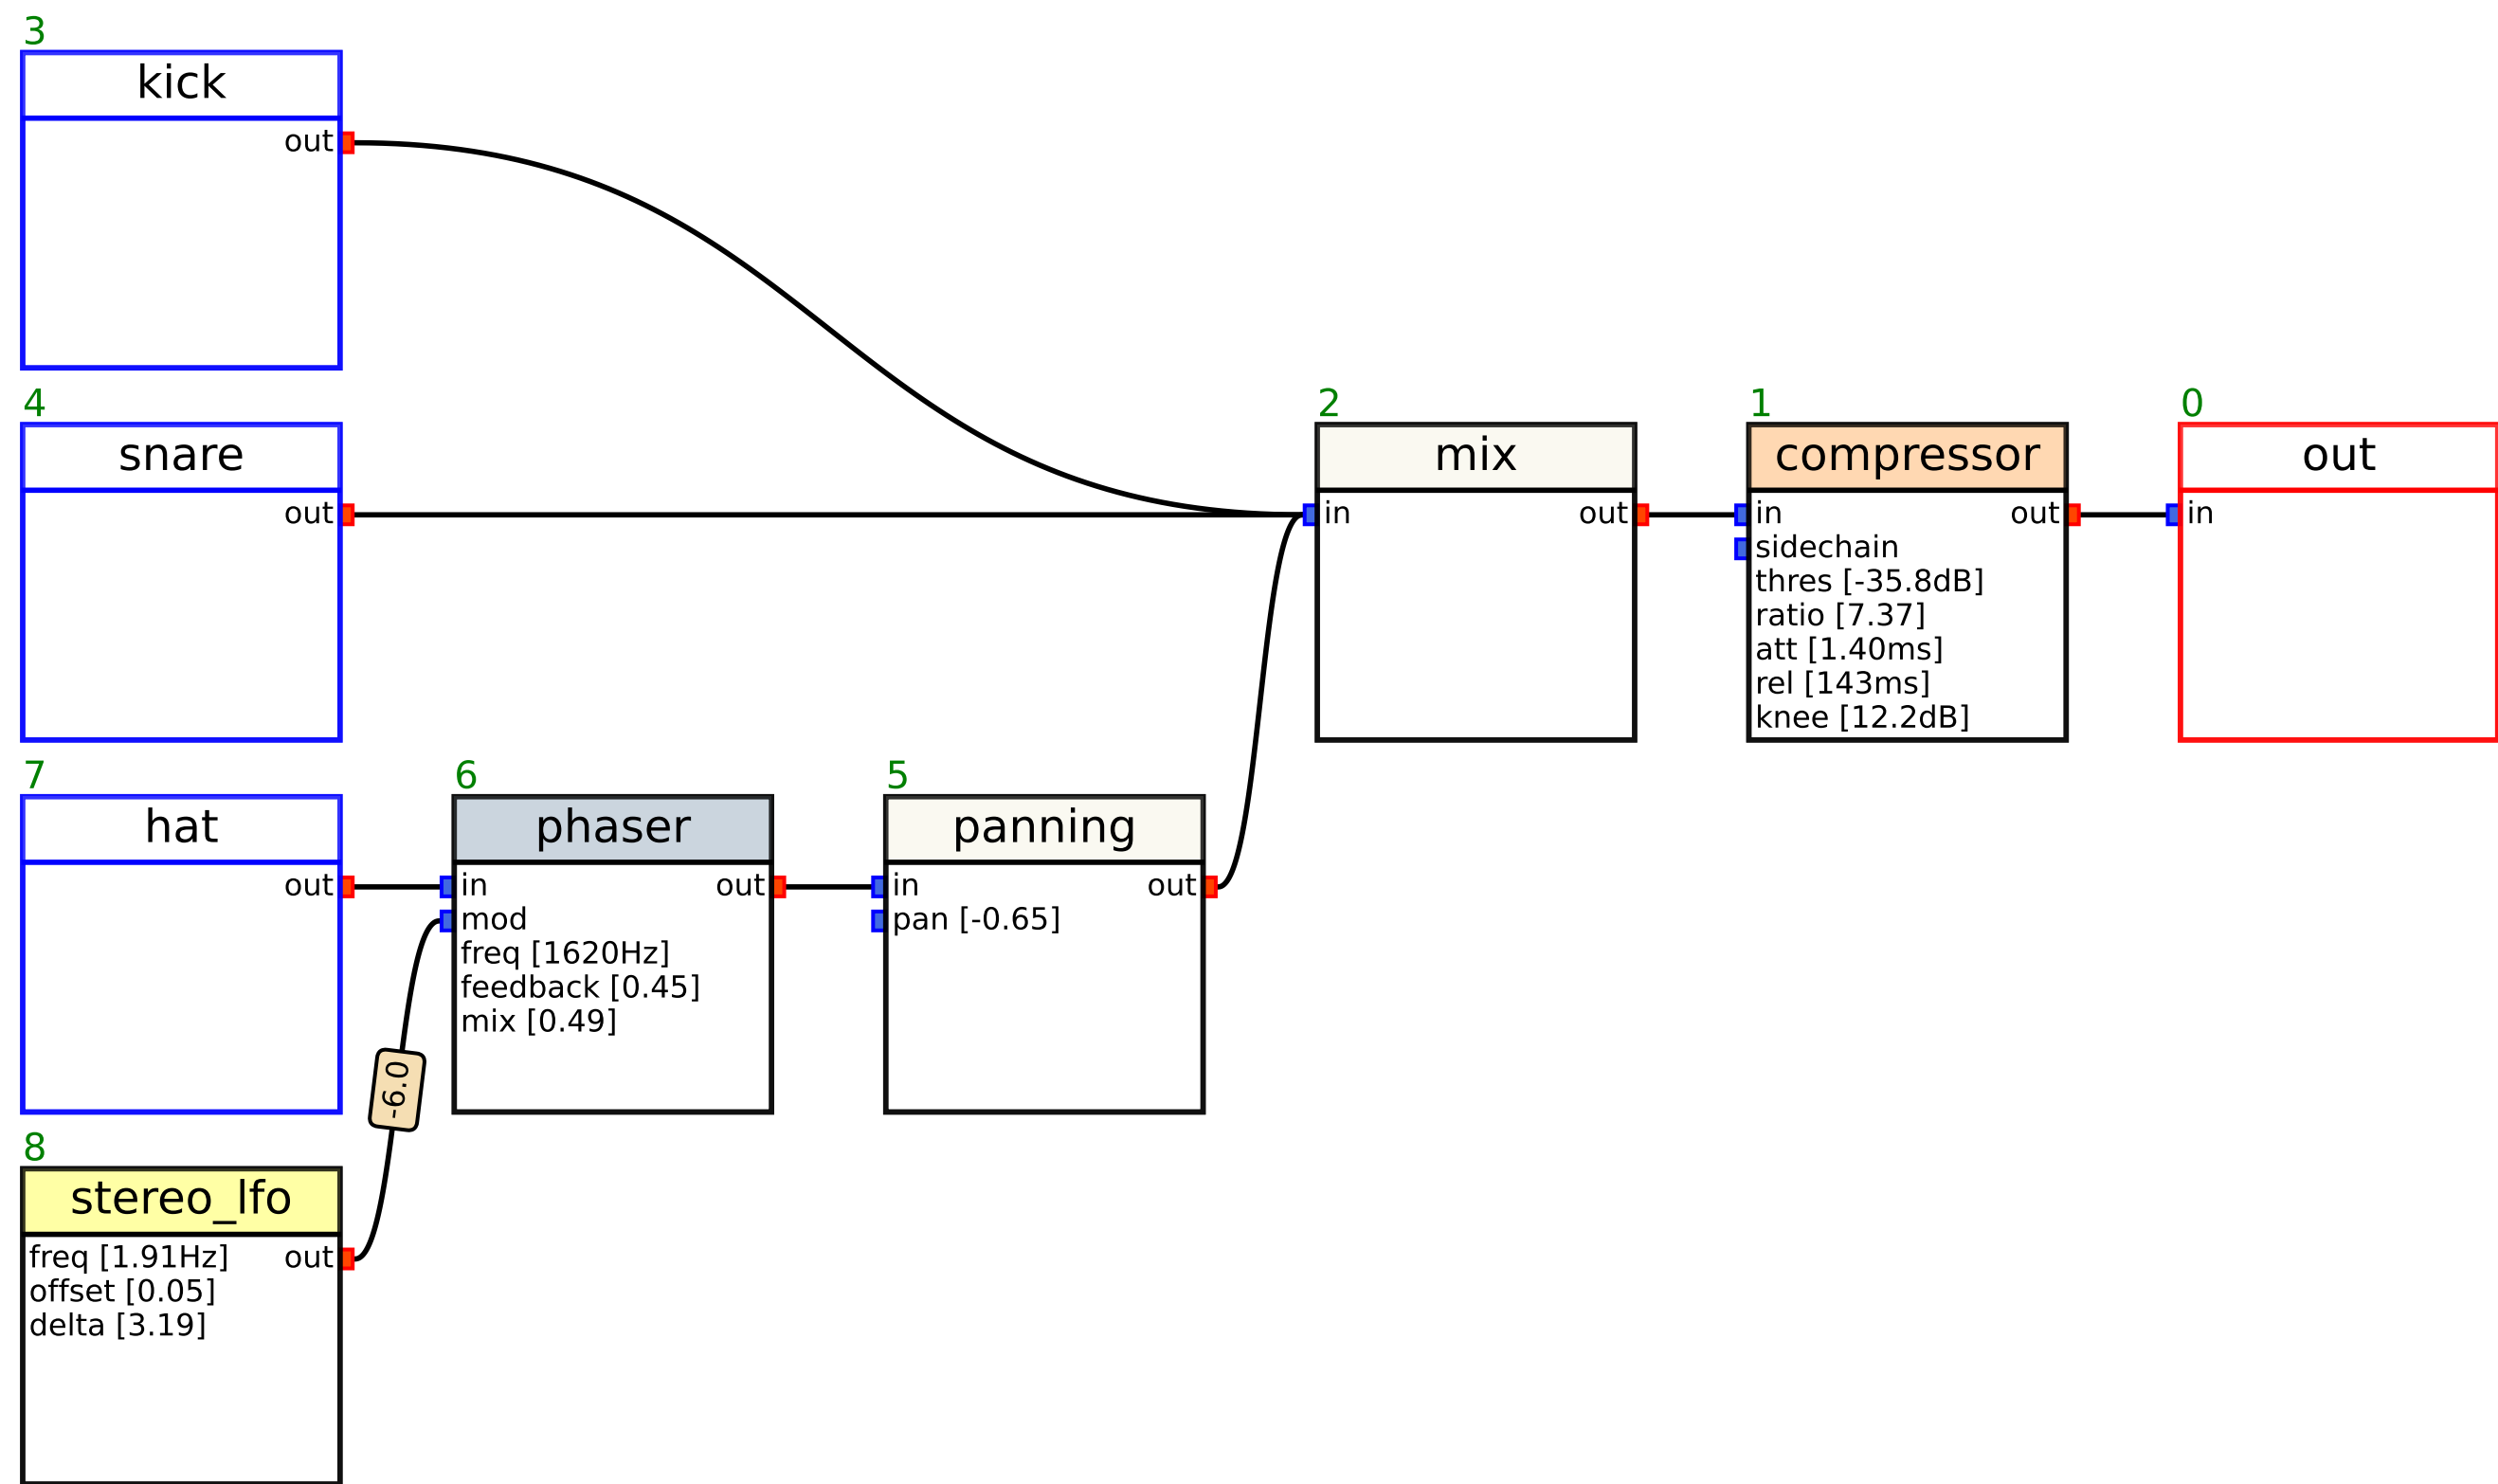 3
kick
out
4
snare
out
2
mix
in out
1
compressor
in out
sidechain
thres [-35.8dB]
ratio [7.37]
att [1.40ms]
rel [143ms]
knee [12.2dB]
0
out
in
7
hat
out
6
phaser
in out
mod
freq [1620Hz]
feedback [0.45]
mix [0.49]
5
panning
in out
pan [-0.65]
-6.0
8
stereo_lfo
freq [1.91Hz] out
offset [0.05]
delta [3.19]